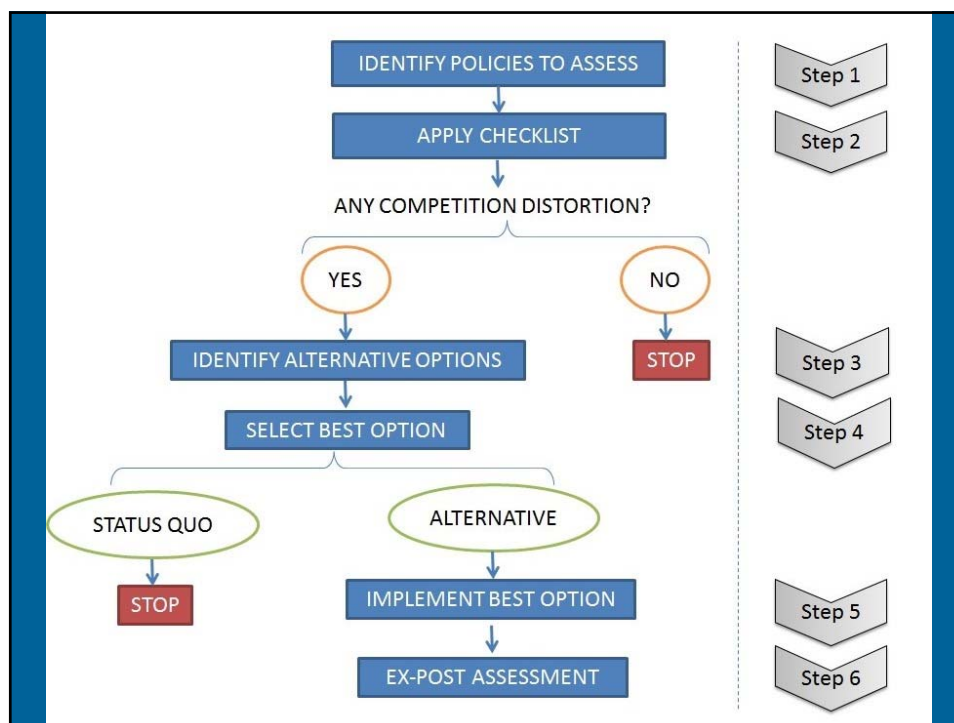 IDENTIFY POLICIES TO ASSESS
Step 1
APPLY CHECKLIST
Step 2
ANY COMPETITION DISTORTION?
YES
NO
IDENTIFY ALTERNATIVE OPTIONS
STOP
Step 3
SELECT BEST OPTION
Step 4
STATUS QUO
ALTERNATIVE
STOP
IMPLEMENT BEST OPTION
Step 5
EX-POST ASSESSMENT
Step 6